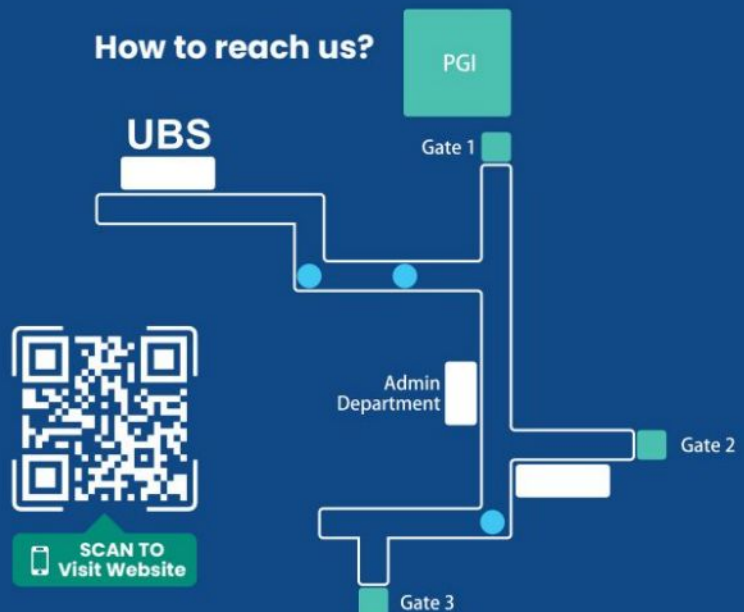 How to reach us?
PGI
UBS
Gate 1
Admin
Department
Gate 2
SCAN TO
Visit Website
Gate 3